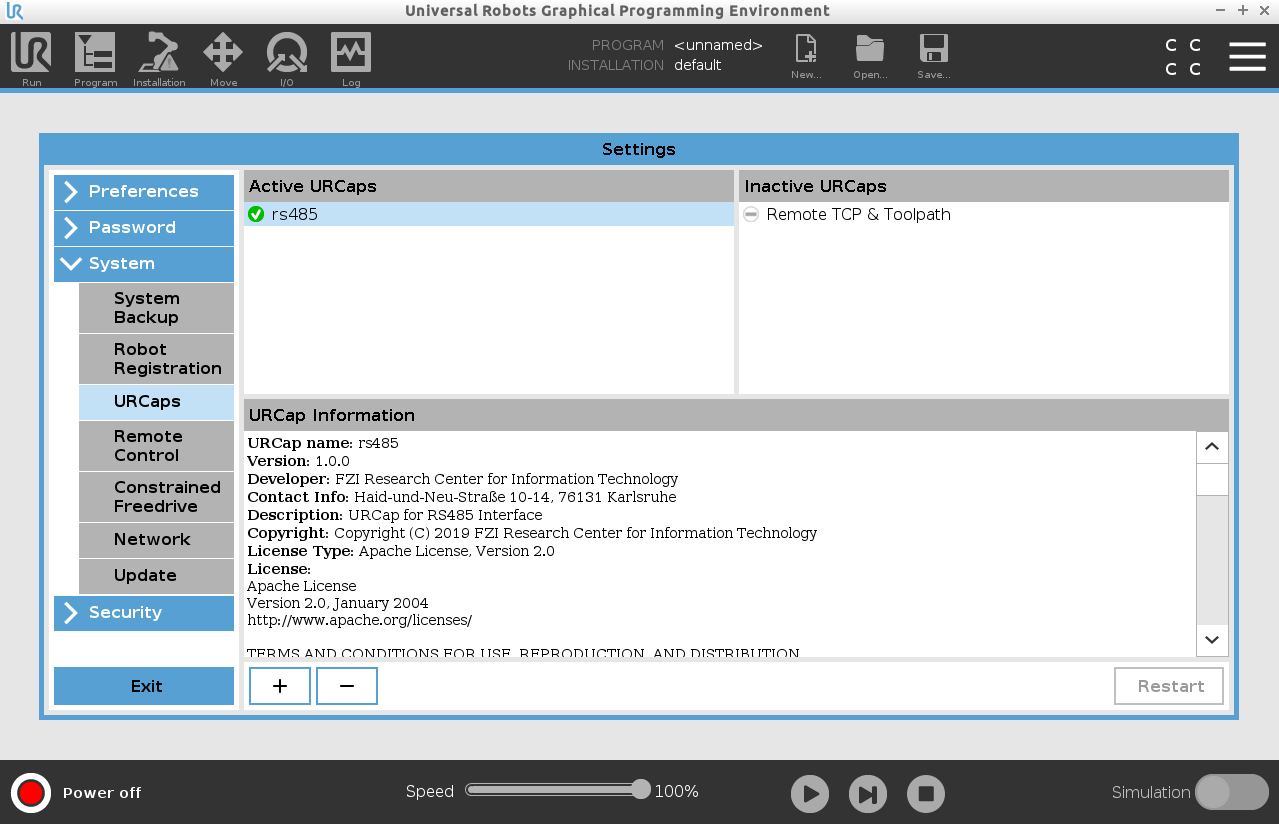 Universal Robots Graphical Programming Environment
UR
Run
Program
Installation
Move
I/O
Log
PROGRAM <unnamed>
INSTALLATION default
New...
Open...
Save...
C C
C C
Settings
Preferences
Password
System
System
Backup
Robot
Registration
URCaps
Remote
Control
Constrained
Freedrive
Network
Update
Security
Exit
Active URCaps
rs485
Inactive URCaps
Remote TCP & Toolpath
URCap Information
URCap name: rs485
Version: 1.0.0
Developer: FZI Research Center for Information Technology
Contact Info: Haid-und-Neu-Straße 10-14, 76131 Karlsruhe
Description: URCap for RS485 Interface
Copyright: Copyright (C) 2019 FZI Research Center for Information Technology
License Type: Apache License, Version 2.0
License:
Apache License
Version 2.0, January 2004
http://www.apache.org/licenses/
TERMS AND CONDITIONS FOR USE, REPRODUCTION, AND DISTRIBUTION
+
−
Restart
Power off
Speed 100%
Simulation